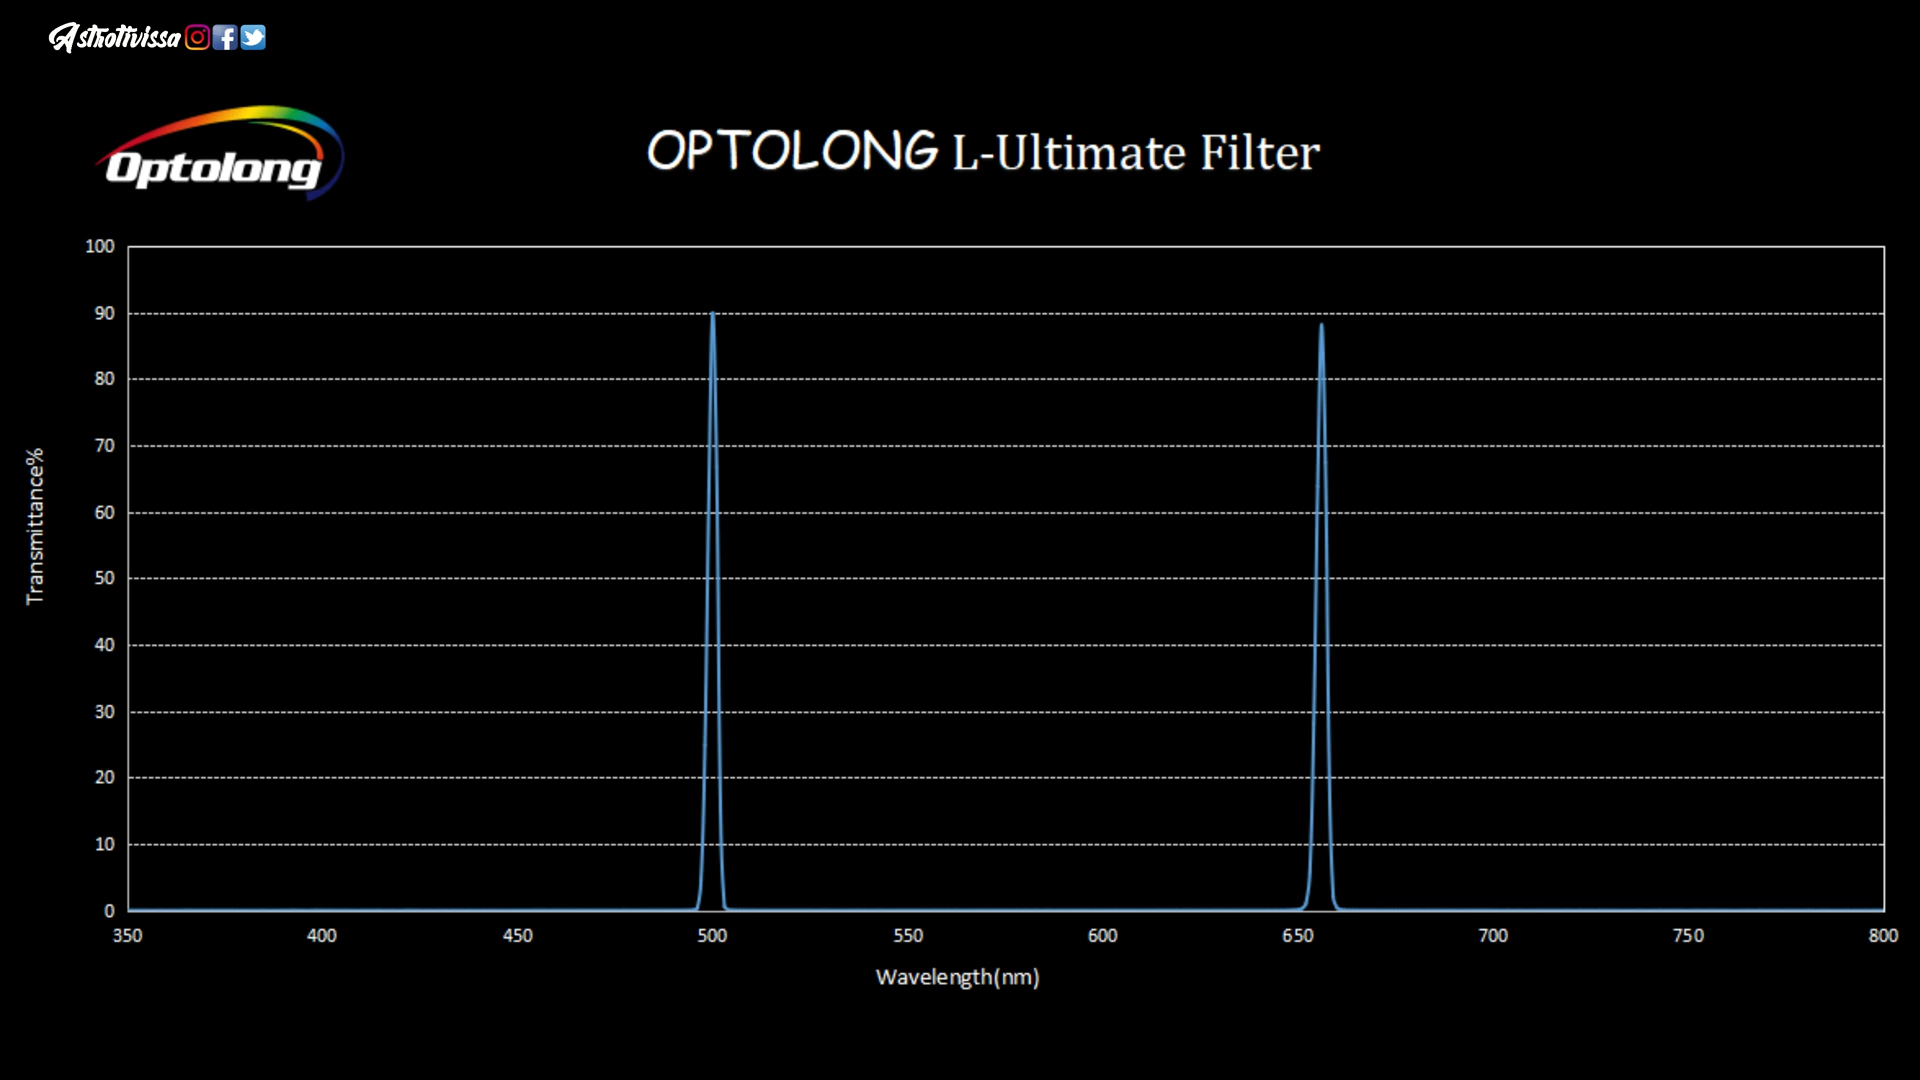 Astrotivissa
Optolong
OPTOLONG L-Ultimate Filter
100
90
80
70
60
50
40
30
20
10
0
Transmittance%
350 400 450 500 550 600 650 700 750 800
Wavelength(nm)